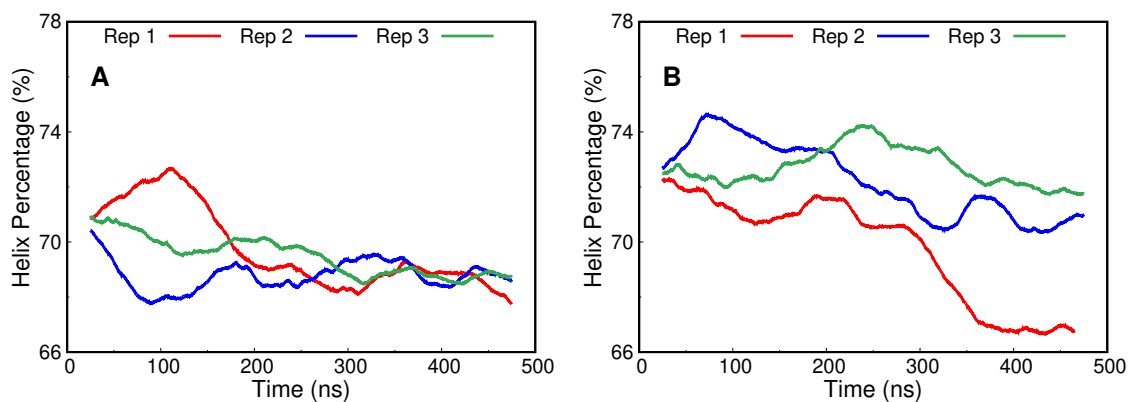 78
74
70
66
Helix Percentage (%)
Rep 1 Rep 2 Rep 3
A
0 100 200 300 400 500
Time (ns)
78
74
70
66
Helix Percentage (%)
Rep 1 Rep 2 Rep 3
B
0 100 200 300 400 500
Time (ns)